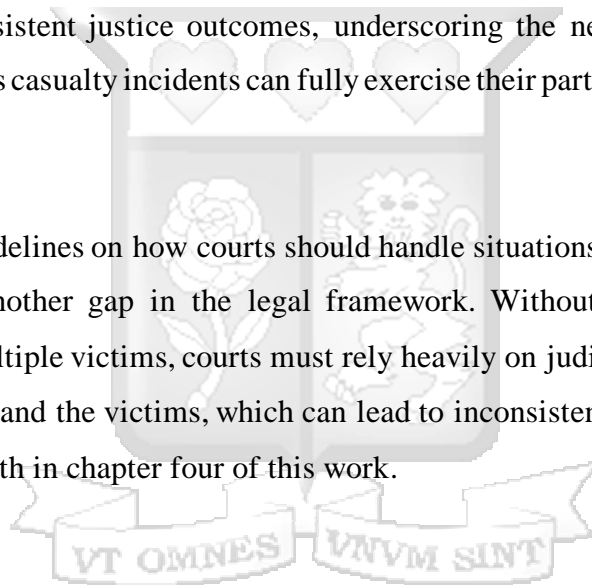 sistent justice outcomes, underscoring the ne
s casualty incidents can fully exercise their part
delines on how courts should handle situations
nother gap in the legal framework. Without
ltiple victims, courts must rely heavily on judi
and the victims, which can lead to inconsisten
th in chapter four of this work.
VT OMNES VNVM SINT